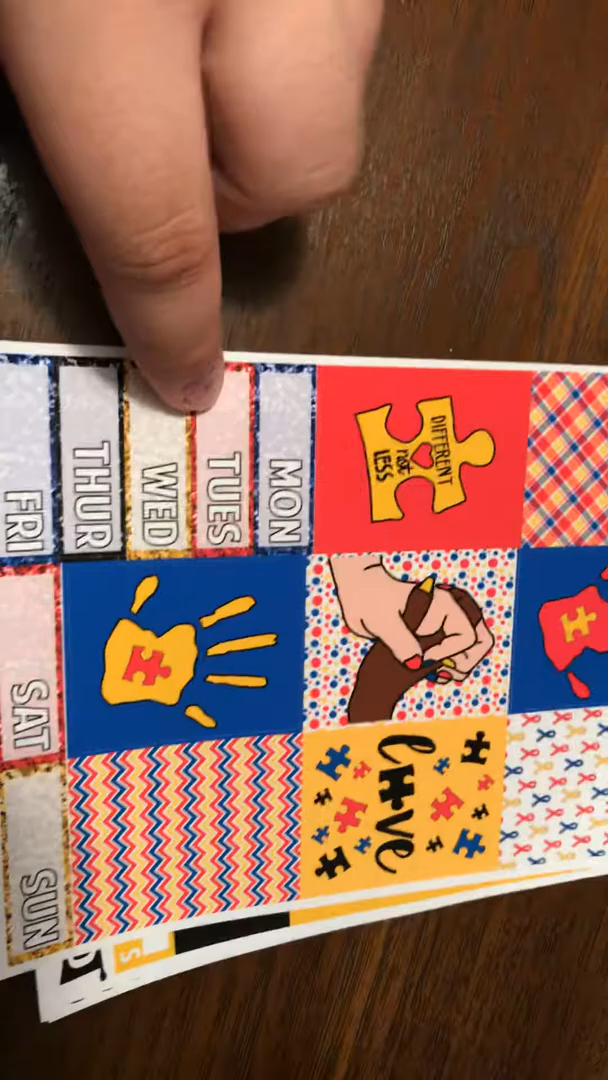 MON
TUES
WED
THUR
FRI
SAT
SUN
DIFFERENT
not
LESS
love
S